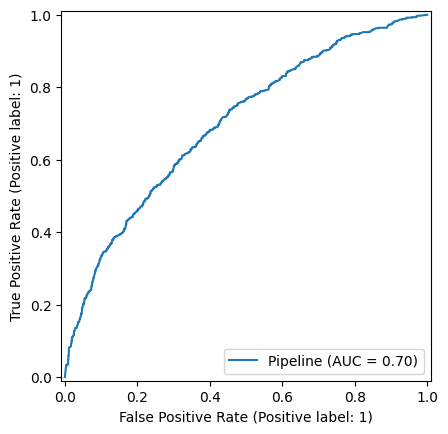 1.0
0.8
0.6
0.4
0.2
0.0
True Positive Rate (Positive label: 1)
Pipeline (AUC = 0.70)
0.0 0.2 0.4 0.6 0.8 1.0
False Positive Rate (Positive label: 1)